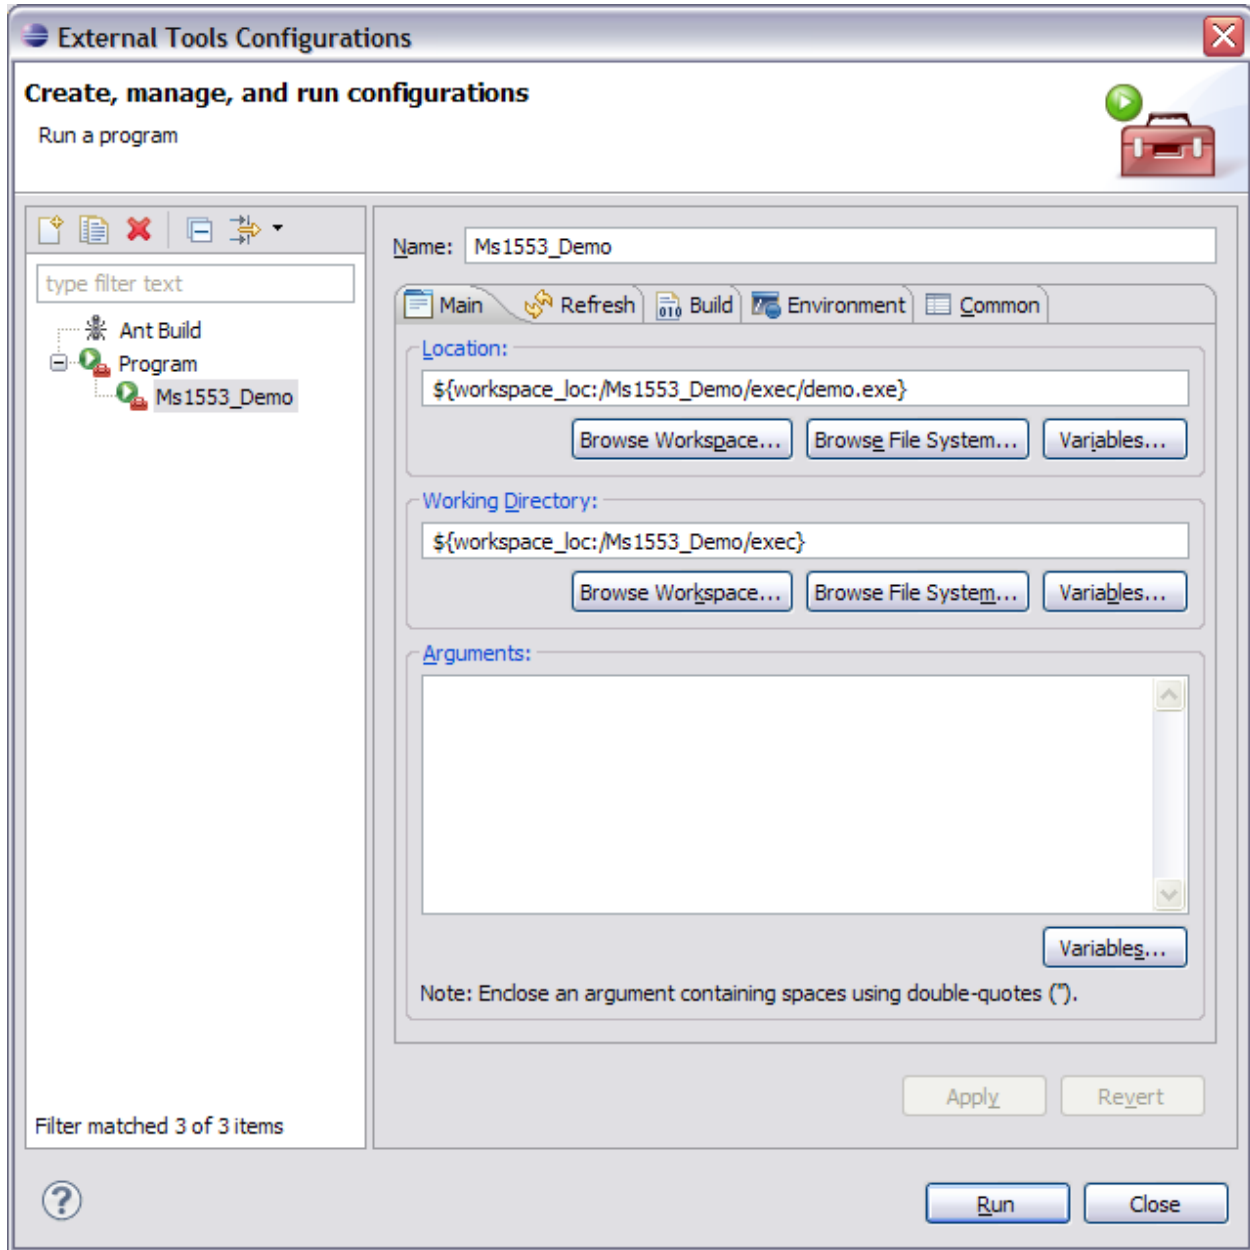 External Tools Configurations
Create, manage, and run configurations
Run a program
type filter text
Ant Build
Program
Ms1553_Demo
Filter matched 3 of 3 items
Name: Ms1553_Demo
Main Refresh 010 Build Environment Common
Location:
${workspace_loc:/Ms1553_Demo/exec/demo.exe}
Browse Workspace... Browse File System... Variables...
Working Directory:
${workspace_loc:/Ms1553_Demo/exec}
Browse Workspace... Browse File System... Variables...
Arguments:
Variables...
Note: Enclose an argument containing spaces using double-quotes (").
Apply Revert
? Run Close